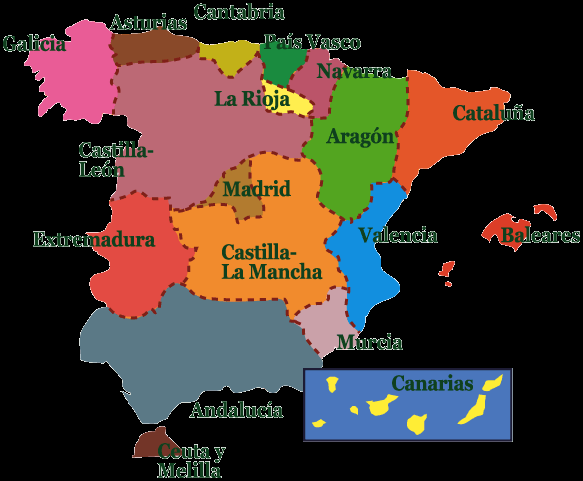 Cantabria
Asturias
Galicia
País Vasco
Navarra
La Rioja
Cataluña
Aragón
Castilla-
León
Madrid
Extremadura
Valencia
Baleares
Castilla-
La Mancha
Murcia
Canarias
Andalucía
Ceuta y
Melilla